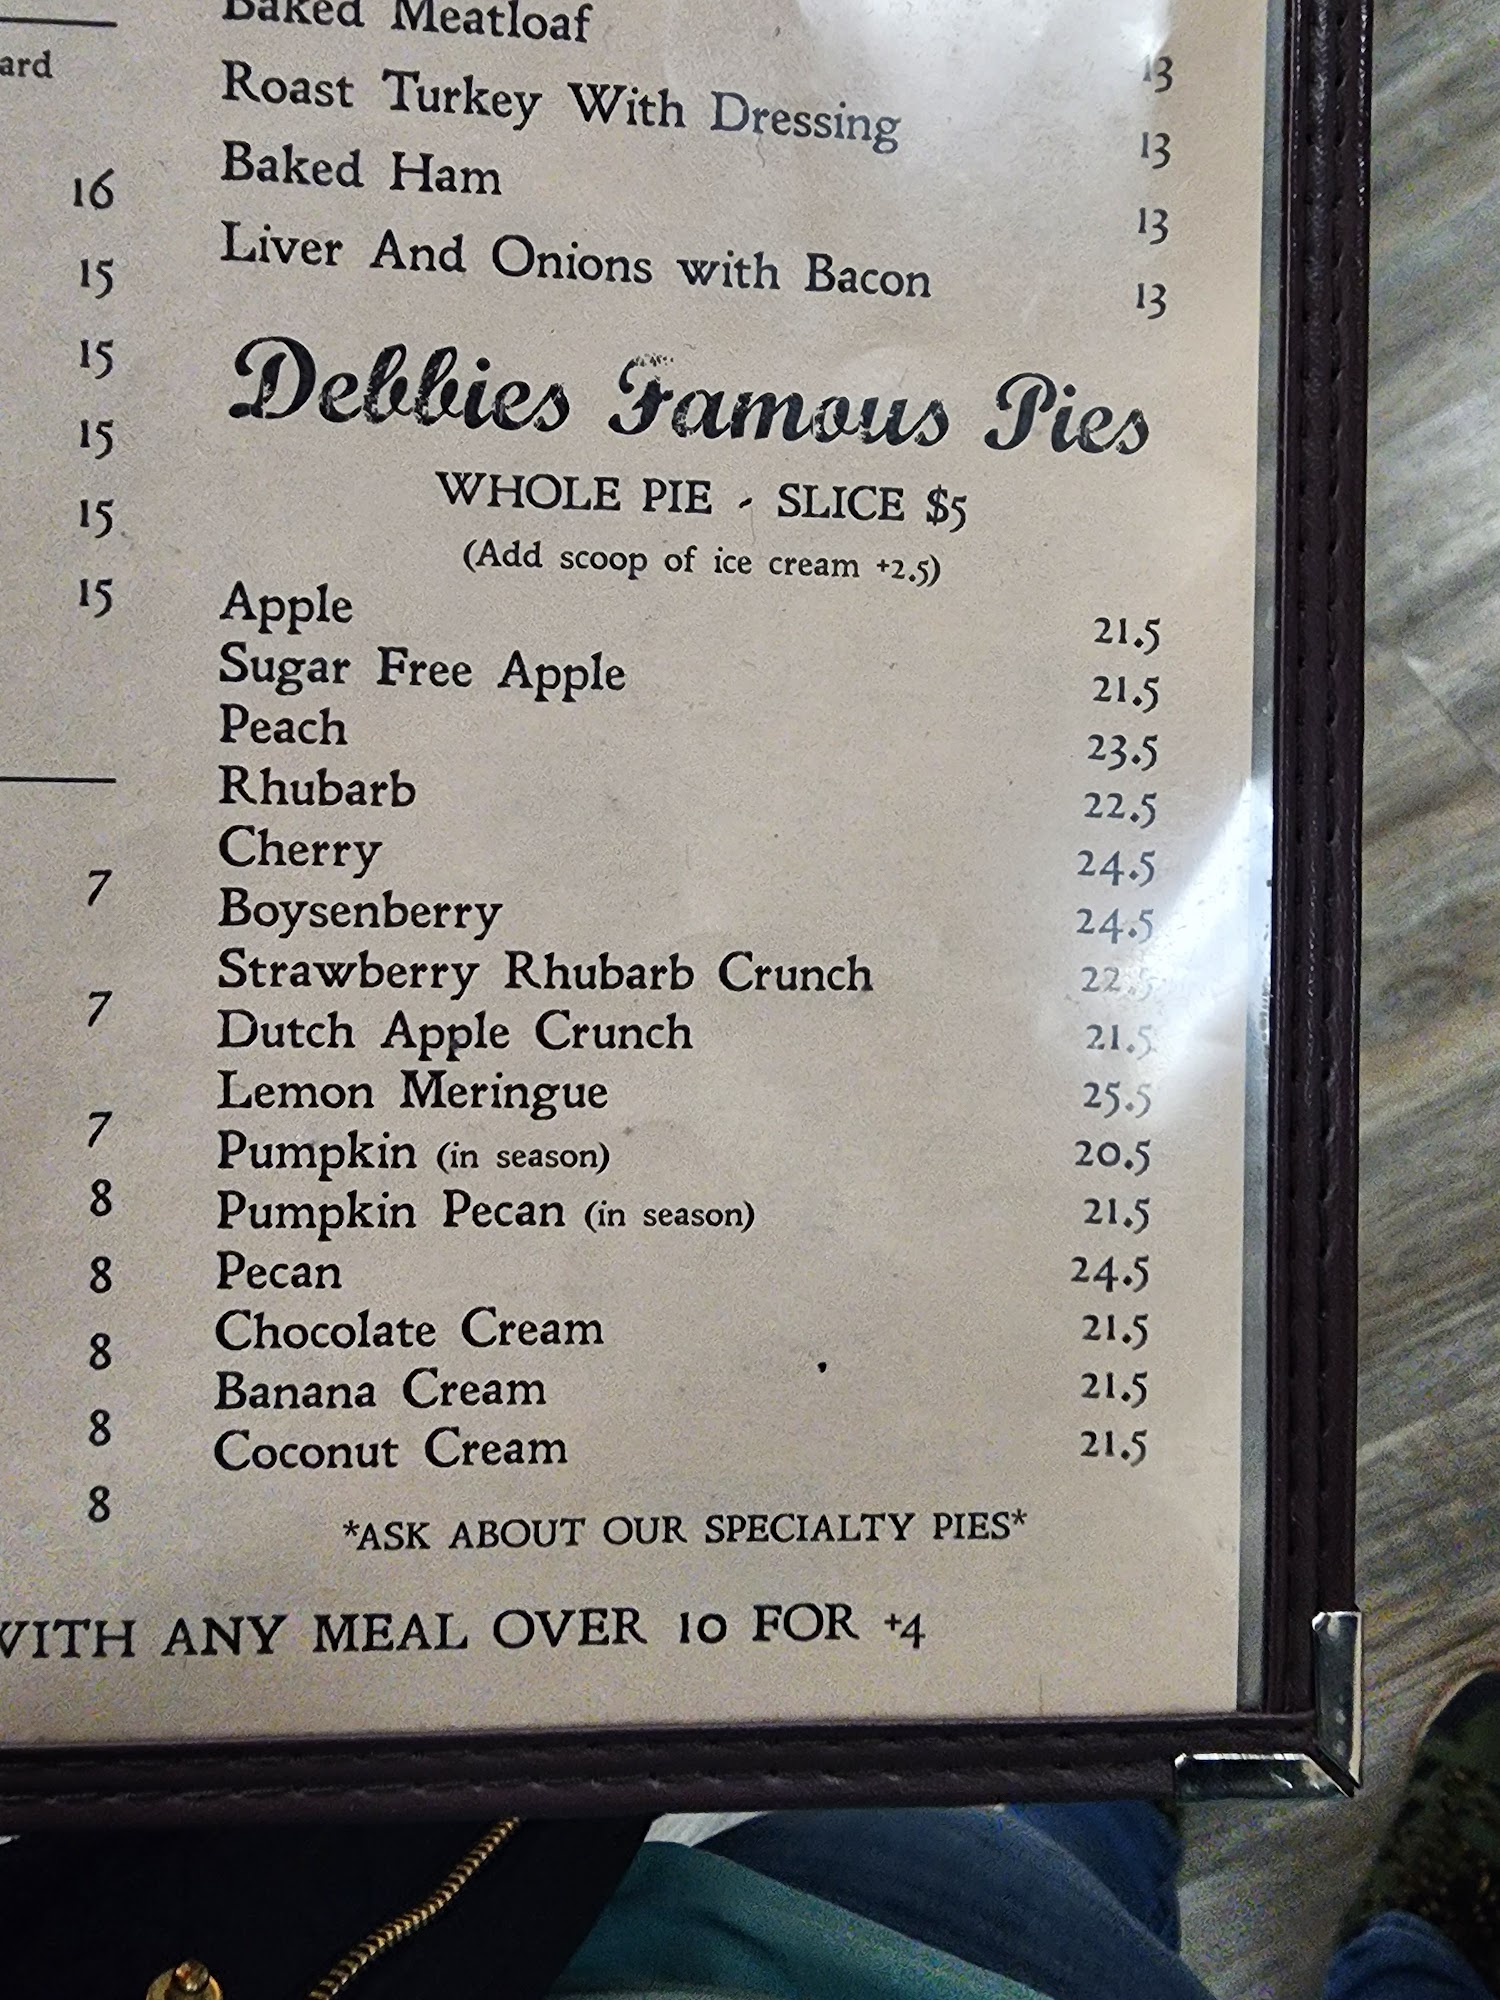 ard
16
15
15
15
15
15
7
7
7
8
8
8
8
8
Baked Meatloaf 13
Roast Turkey With Dressing 13
Baked Ham 13
Liver And Onions with Bacon 13
Debbies Famous Pies
WHOLE PIE - SLICE $5
(Add scoop of ice cream +2.5)
Apple 21.5
Sugar Free Apple 21.5
Peach 23.5
Rhubarb 22.5
Cherry 24.5
Boysenberry 24.5
Strawberry Rhubarb Crunch 22.5
Dutch Apple Crunch 21.5
Lemon Meringue 25.5
Pumpkin (in season) 20.5
Pumpkin Pecan (in season) 21.5
Pecan 24.5
Chocolate Cream 21.5
Banana Cream 21.5
Coconut Cream 21.5
*ASK ABOUT OUR SPECIALTY PIES*
WITH ANY MEAL OVER 10 FOR +4